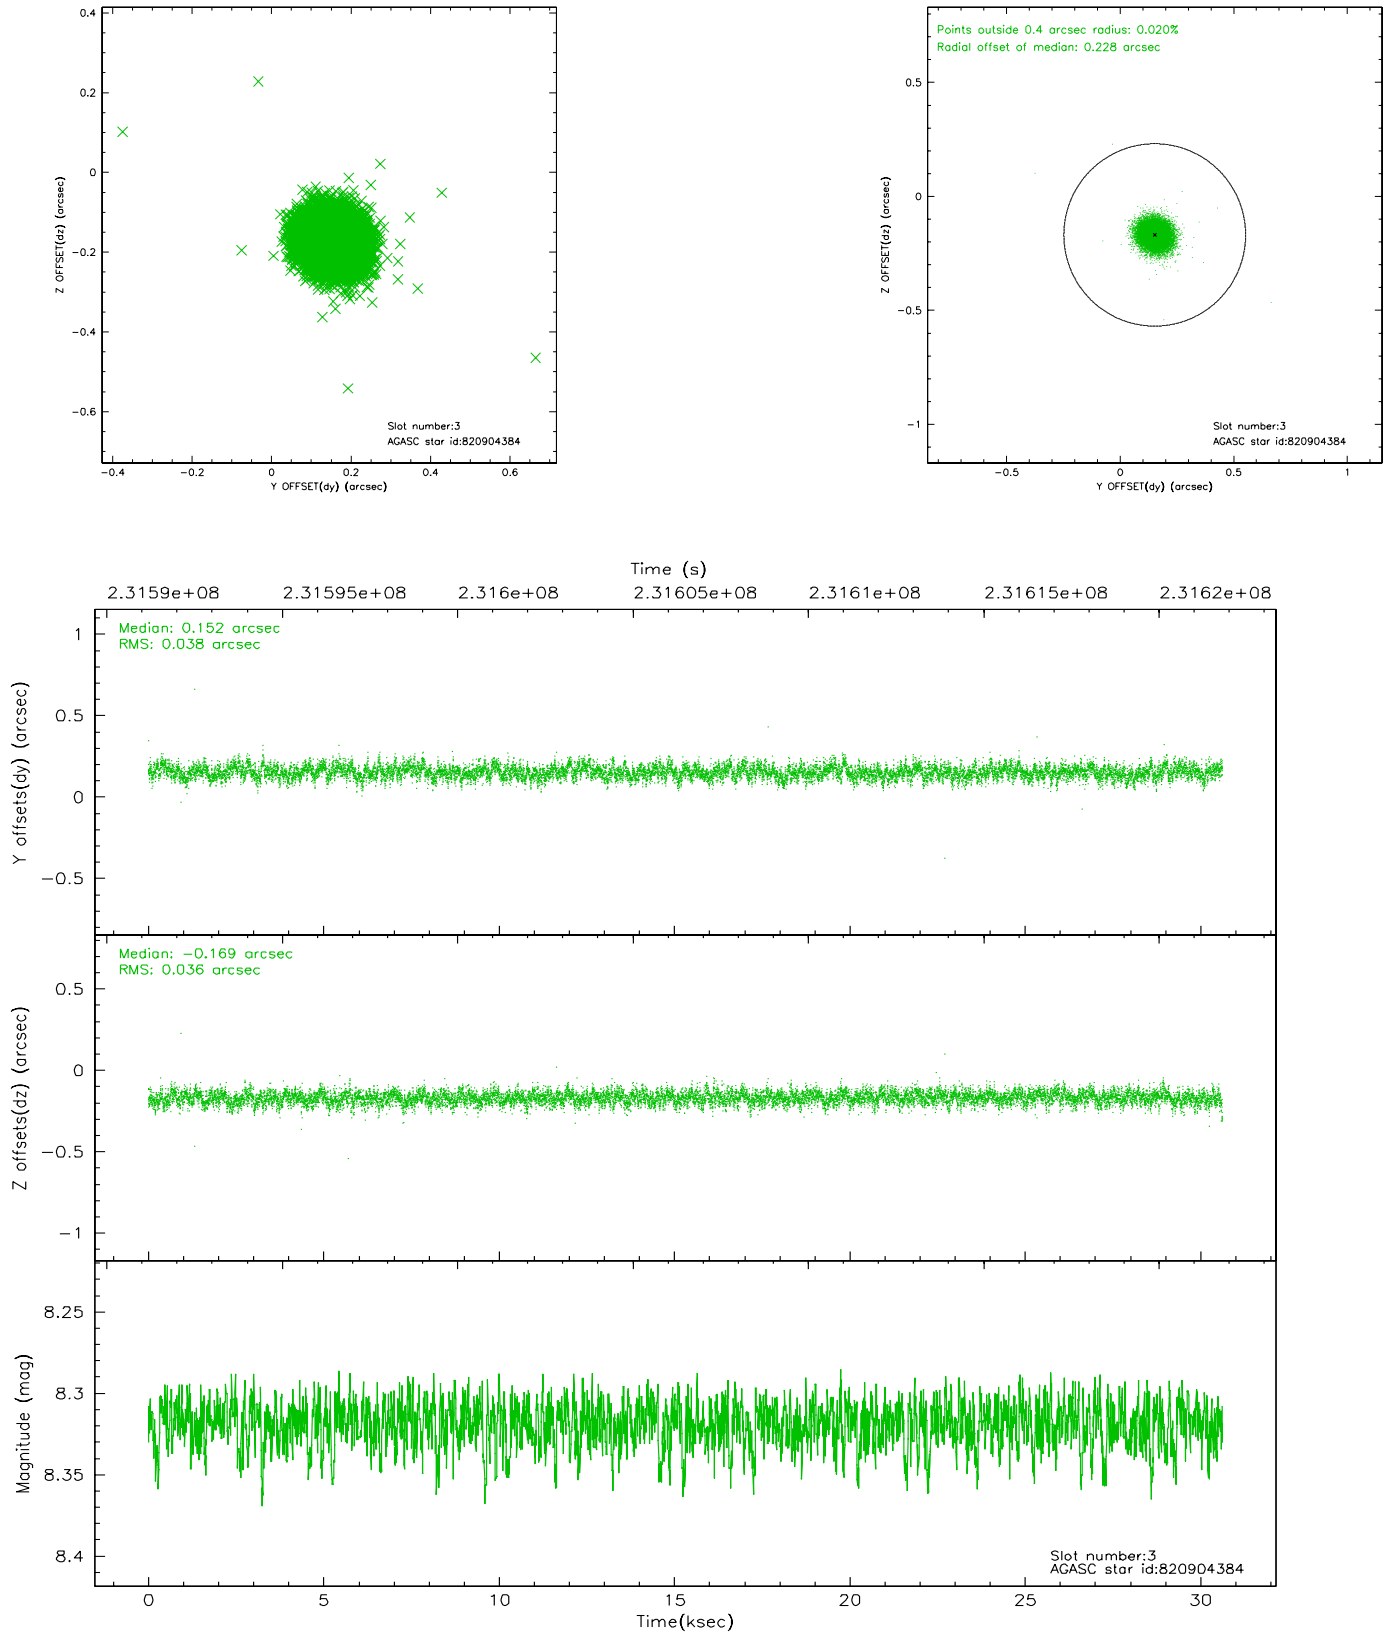 0.4
0.2
0
−0.2
−0.4
−0.6
Z OFFSET(dz) (arcsec)
−0.4 −0.2 0 0.2 0.4 0.6
Y OFFSET(dy) (arcsec)
Slot number:3
AGASC star id:820904384
Points outside 0.4 arcsec radius: 0.020%
Radial offset of median: 0.228 arcsec
0.5
0
−0.5
−1
Z OFFSET(dz) (arcsec)
−0.5 0 0.5 1
Y OFFSET(dy) (arcsec)
Slot number:3
AGASC star id:820904384
Time (s)
2.3159e+08 2.31595e+08 2.316e+08 2.31605e+08 2.3161e+08 2.31615e+08 2.3162e+08
Median: 0.152 arcsec
RMS: 0.038 arcsec
1
0.5
0
−0.5
Y offsets(dy) (arcsec)
Median: −0.169 arcsec
RMS: 0.036 arcsec
0.5
0
−0.5
−1
Z offsets(dz) (arcsec)
8.25
8.3
8.35
8.4
Magnitude (mag)
Slot number:3
AGASC star id:820904384
0 5 10 15 20 25 30
Time(ksec)